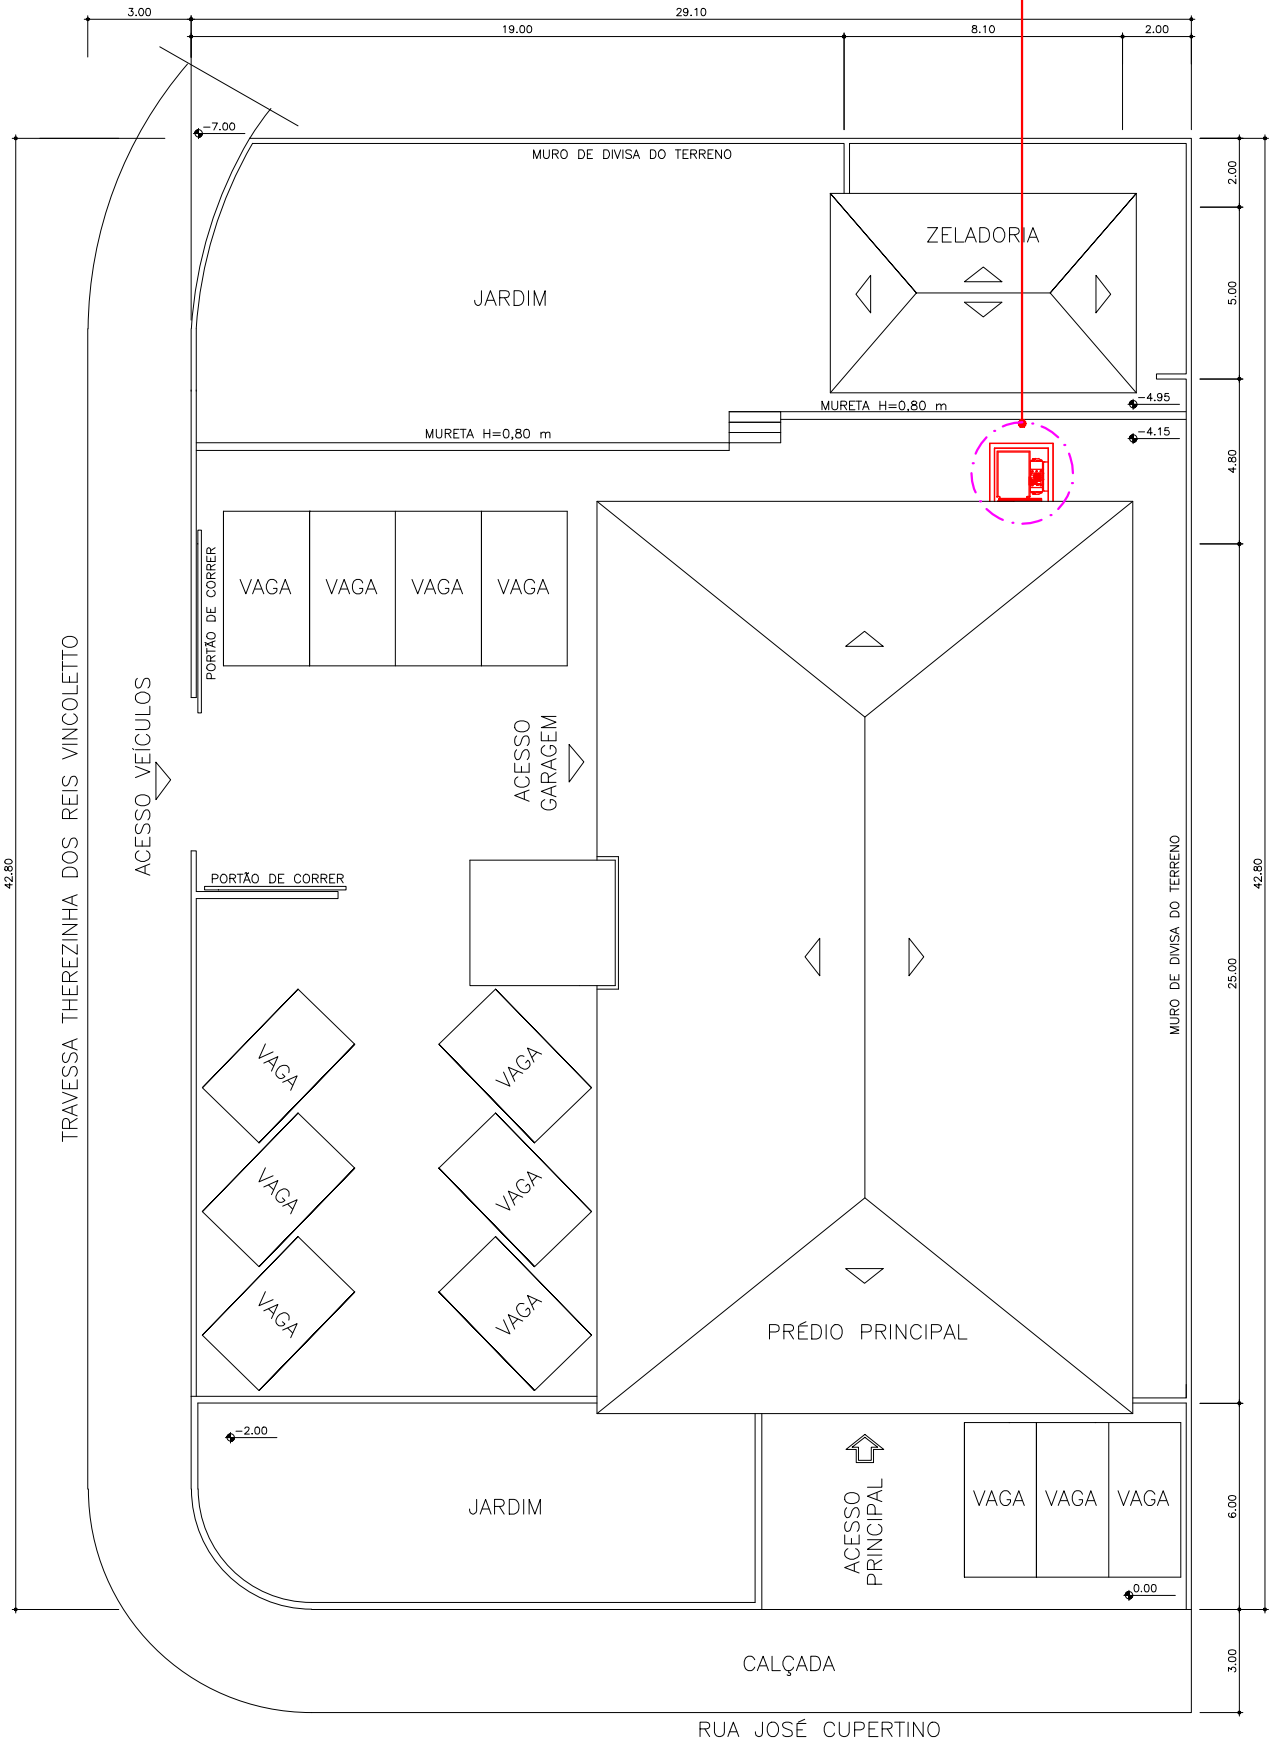 3.00
29.10
19.00
8.10
2.00
-7.00
MURO DE DIVISA DO TERRENO
2.00
ZELADORIA
JARDIM
5.00
-4.95
MURETA H=0,80 m
MURETA H=0,80 m
-4.15
4.80
PORTÃO DE CORRER
VAGA
VAGA
VAGA
VAGA
TRAVESSA THEREZINHA DOS REIS VINCOLETTO
ACESSO VEÍCULOS
ACESSO
GARAGEM
42.80
42.80
PORTÃO DE CORRER
MURO DE DIVISA DO TERRENO
25.00
VAGA
VAGA
VAGA
VAGA
VAGA
VAGA
PRÉDIO PRINCIPAL
-2.00
JARDIM
ACESSO
PRINCIPAL
VAGA
VAGA
VAGA
6.00
0.00
CALÇADA
3.00
RUA JOSÉ CUPERTINO